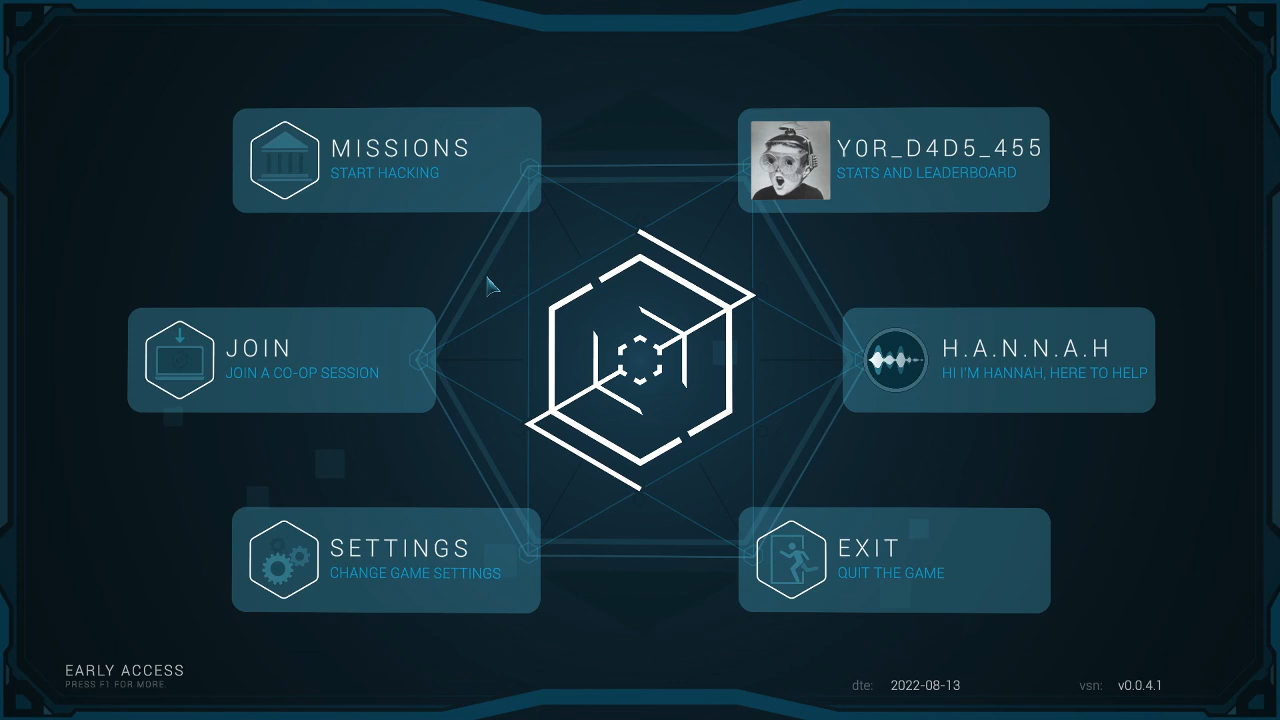 MISSIONS
START HACKING
Y0R_D4D5_455
STATS AND LEADERBOARD
JOIN
JOIN A CO-OP SESSION
H.A.N.N.A.H
HI I'M HANNAH, HERE TO HELP
SETTINGS
CHANGE GAME SETTINGS
EXIT
QUIT THE GAME
EARLY ACCESS
PRESS F1 FOR MORE.
dte: 2022-08-13
vsn: v0.0.4.1